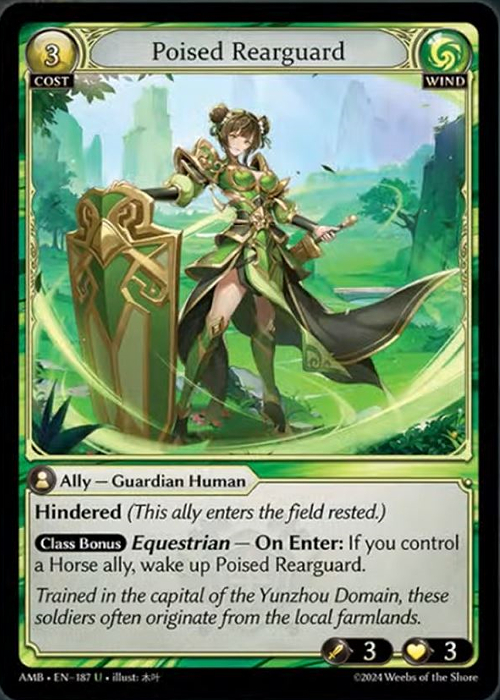 3
COST
Poised Rearguard
WIND
Ally — Guardian Human
Hindered (This ally enters the field rested.)
Class Bonus Equestrian — On Enter: If you control
a Horse ally, wake up Poised Rearguard.
Trained in the capital of the Yunzhou Domain, these
soldiers often originate from the local farmlands.
3
3
AMB • EN-187 U • illust: 木叶
©2024 Weebs of the Shore